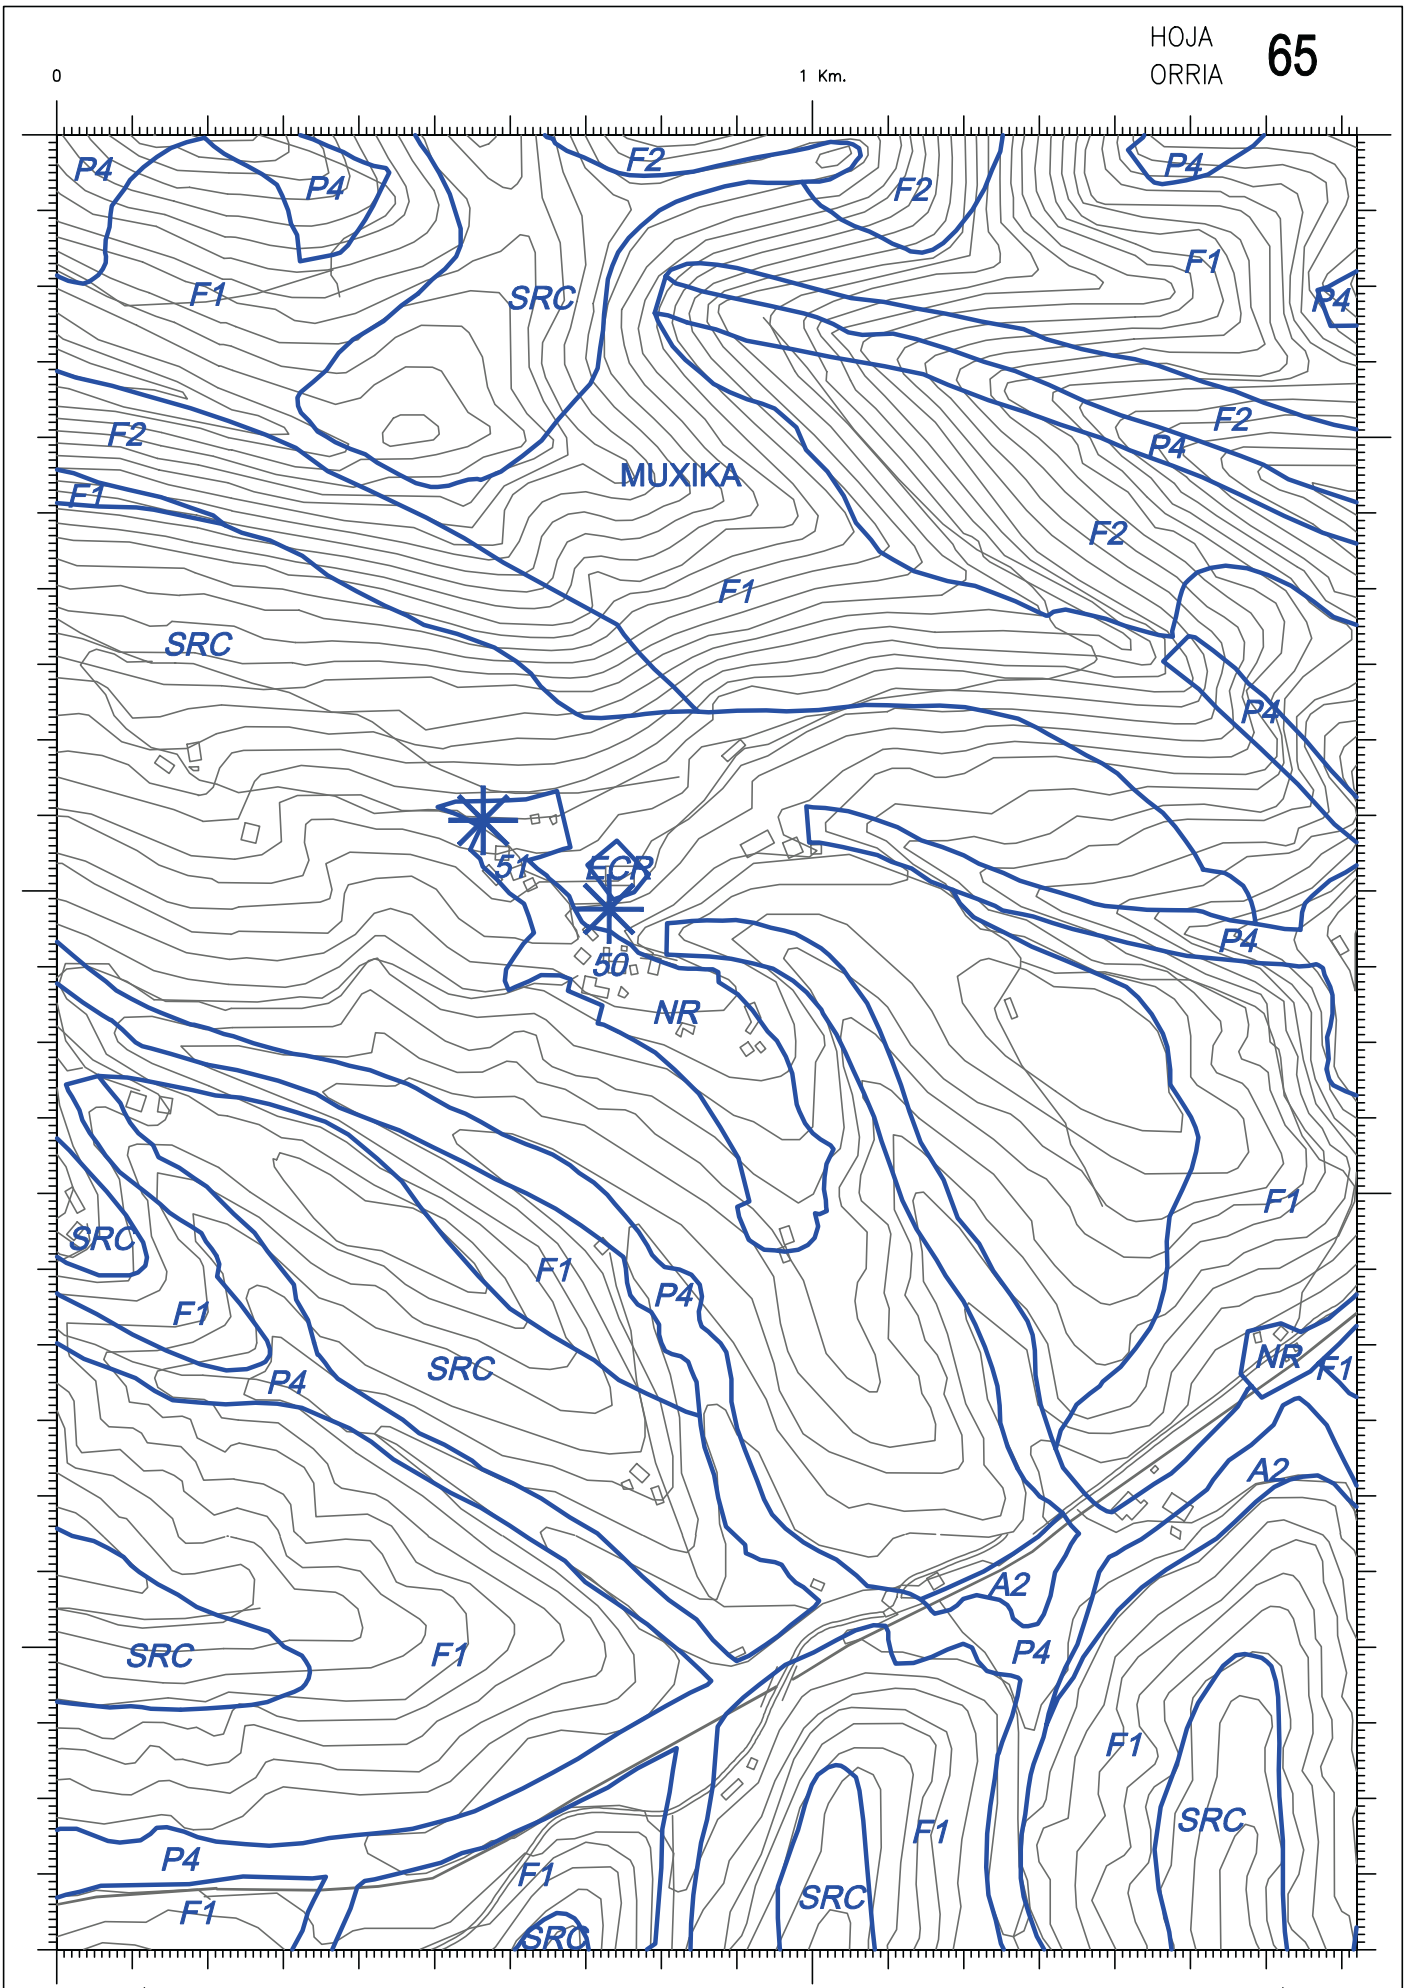 HOJA
ORRIA 65
0 1 Km.
P4 P4 F2 F2 P4
F1 SRC F1 P4
F2 MUXIKA F2 P4
F1 F2
F1
SRC
P4
51 ECR
50 P4
NR
SRC F1 P4 F1
F1
P4 SRC NR F1
A2
A2
SRC F1 P4
F1
SRC
P4 F1 F1
F1 SRC SRC